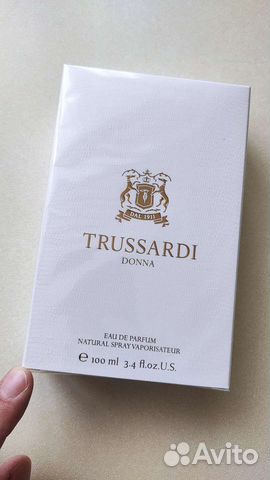 DAL 1911
TRUSSARDI
DONNA
EAU DE PARFUM
NATURAL SPRAY VAPORISATEUR
℮ 100 ml 3.4 fl.oz.U.S.
Avito